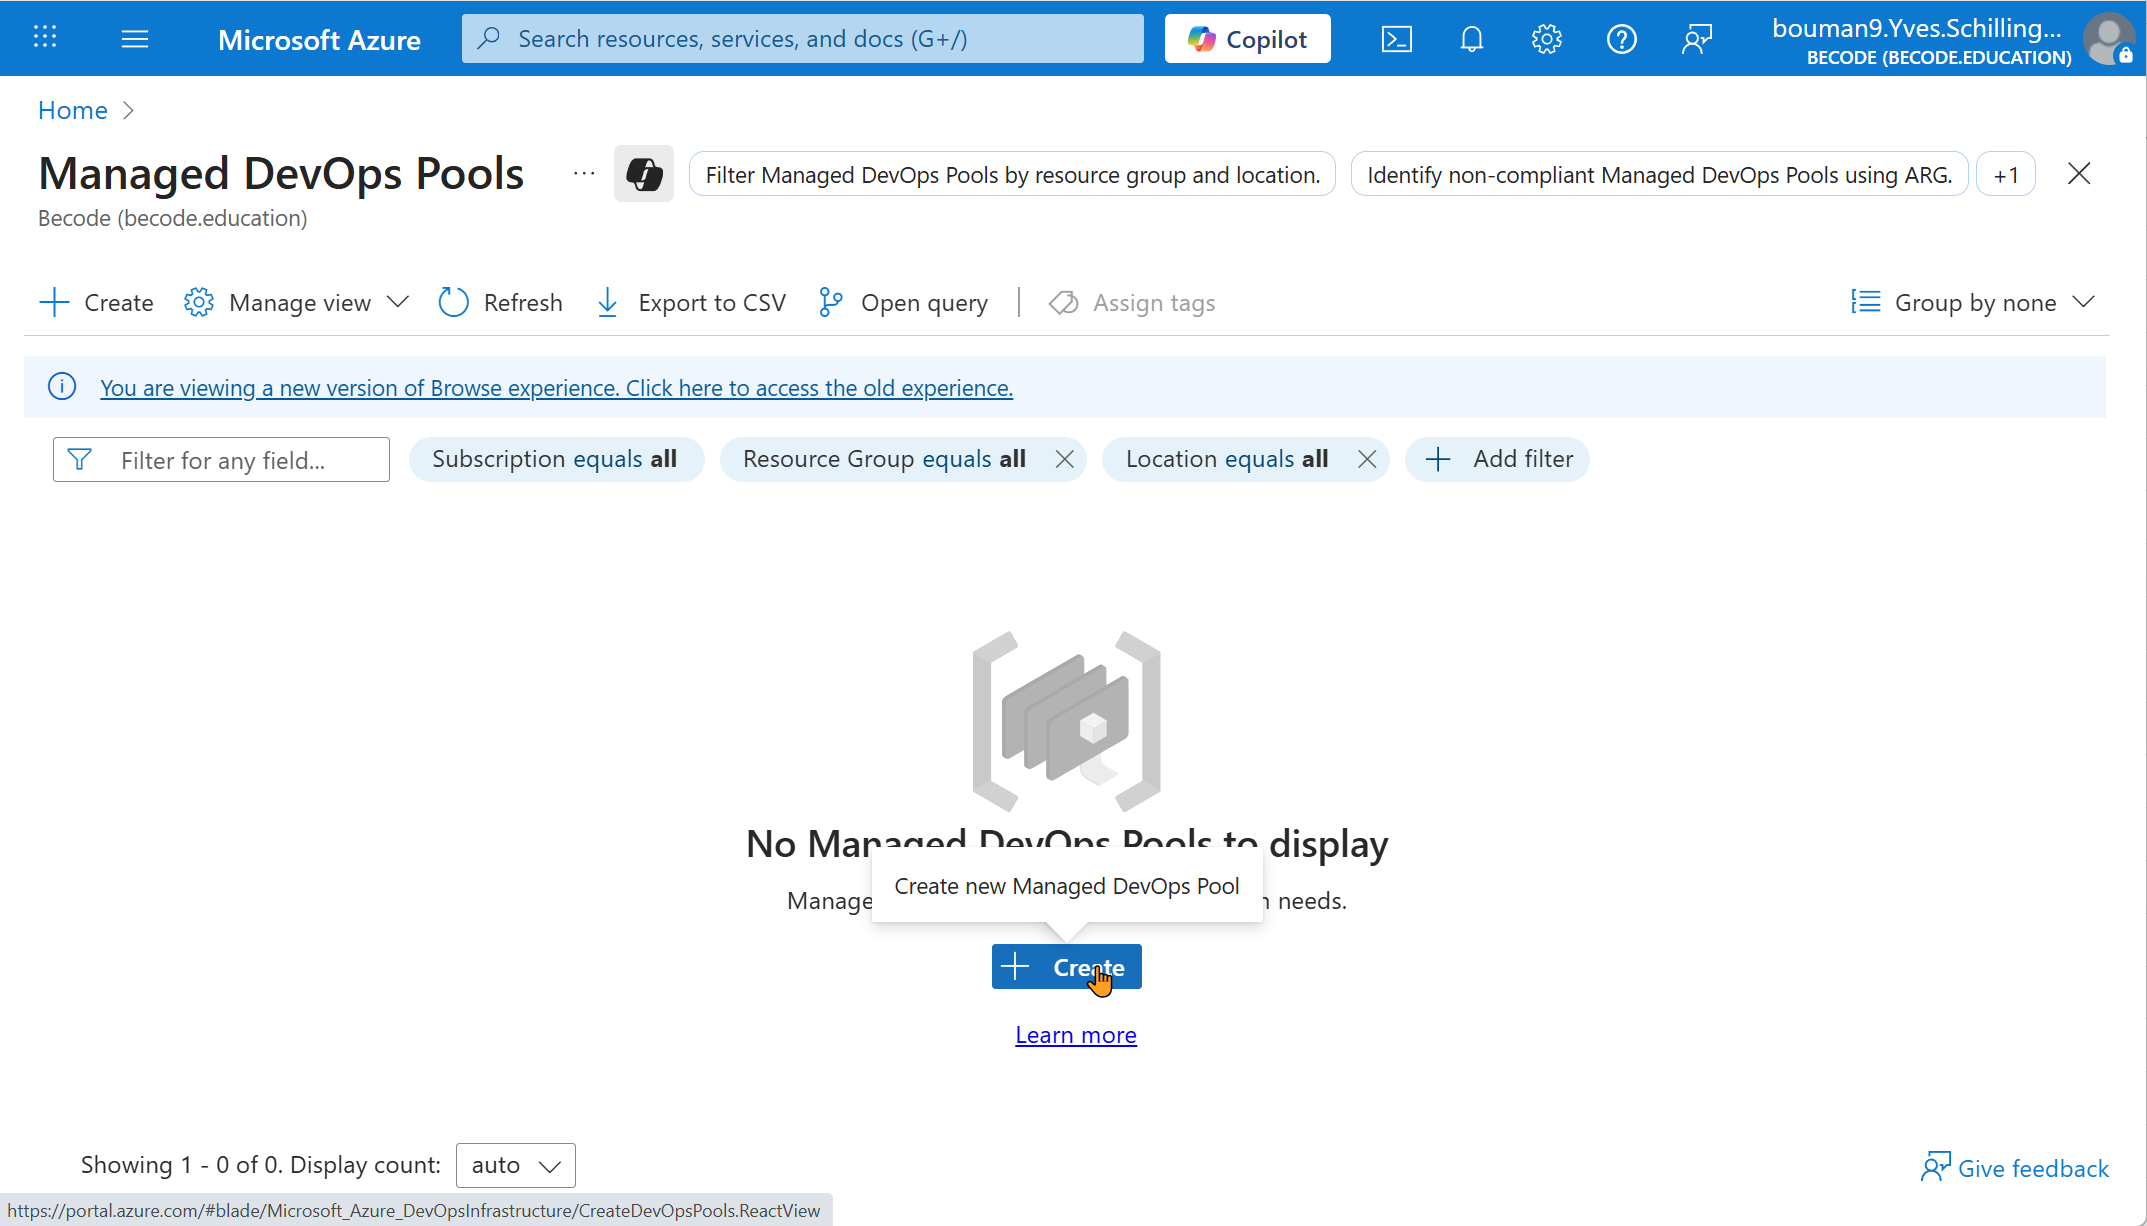 Microsoft Azure
Search resources, services, and docs (G+/)
Copilot
bouman9.Yves.Schilling...
BECODE (BECODE.EDUCATION)
Home
Managed DevOps Pools
...
Filter Managed DevOps Pools by resource group and location.
Identify non-compliant Managed DevOps Pools using ARG.
+1
Becode (becode.education)
Create
Manage view
Refresh
Export to CSV
Open query
Assign tags
Group by none
You are viewing a new version of Browse experience. Click here to access the old experience.
Filter for any field...
Subscription equals all
Resource Group equals all
Location equals all
Add filter
No Managed DevOps Pools to display
Create new Managed DevOps Pool
Manage needs.
Create
Learn more
Showing 1 - 0 of 0. Display count:
auto
Give feedback
https://portal.azure.com/#blade/Microsoft_Azure_DevOpsInfrastructure/CreateDevOpsPools.ReactView